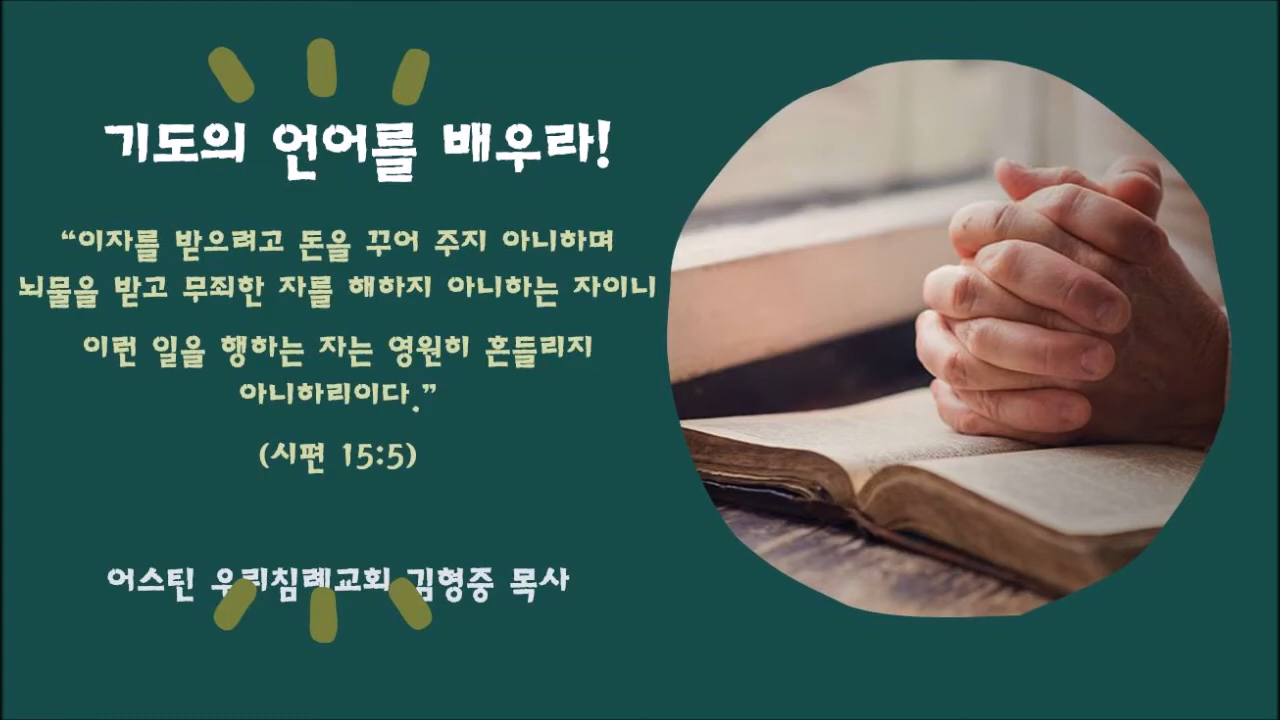 기도의 언어를 배우라!
“이자를 받으려고 돈을 꾸어 주지 아니하며
뇌물을 받고 무죄한 자를 해하지 아니하는 자이니
이런 일을 행하는 자는 영원히 흔들리지
아니하리이다.”
(시편 15:5)
어스틴 우리침례교회 김형중 목사